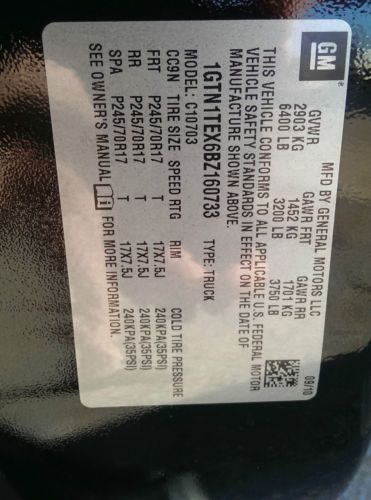 GM
MFD BY GENERAL MOTORS LLC 09/10
GVWR GAWR FRT GAWR RR
2903 KG 1452 KG 1701 KG
6400 LB 3200 LB 3750 LB
THIS VEHICLE CONFORMS TO ALL APPLICABLE U.S. FEDERAL MOTOR
VEHICLE SAFETY STANDARDS IN EFFECT ON THE DATE OF
MANUFACTURE SHOWN ABOVE.
1GTN1TEX6BZ160733 TYPE: TRUCK
MODEL: C10703
CC9N TIRE SIZE SPEED RTG RIM COLD TIRE PRESSURE
FRT P245/70R17 T 17X7.5J 240KPA(35PSI)
RR P245/70R17 T 17X7.5J 240KPA(35PSI)
SPA P245/70R17 T 17X7.5J 240KPA(35PSI)
SEE OWNER'S MANUAL i FOR MORE INFORMATION.